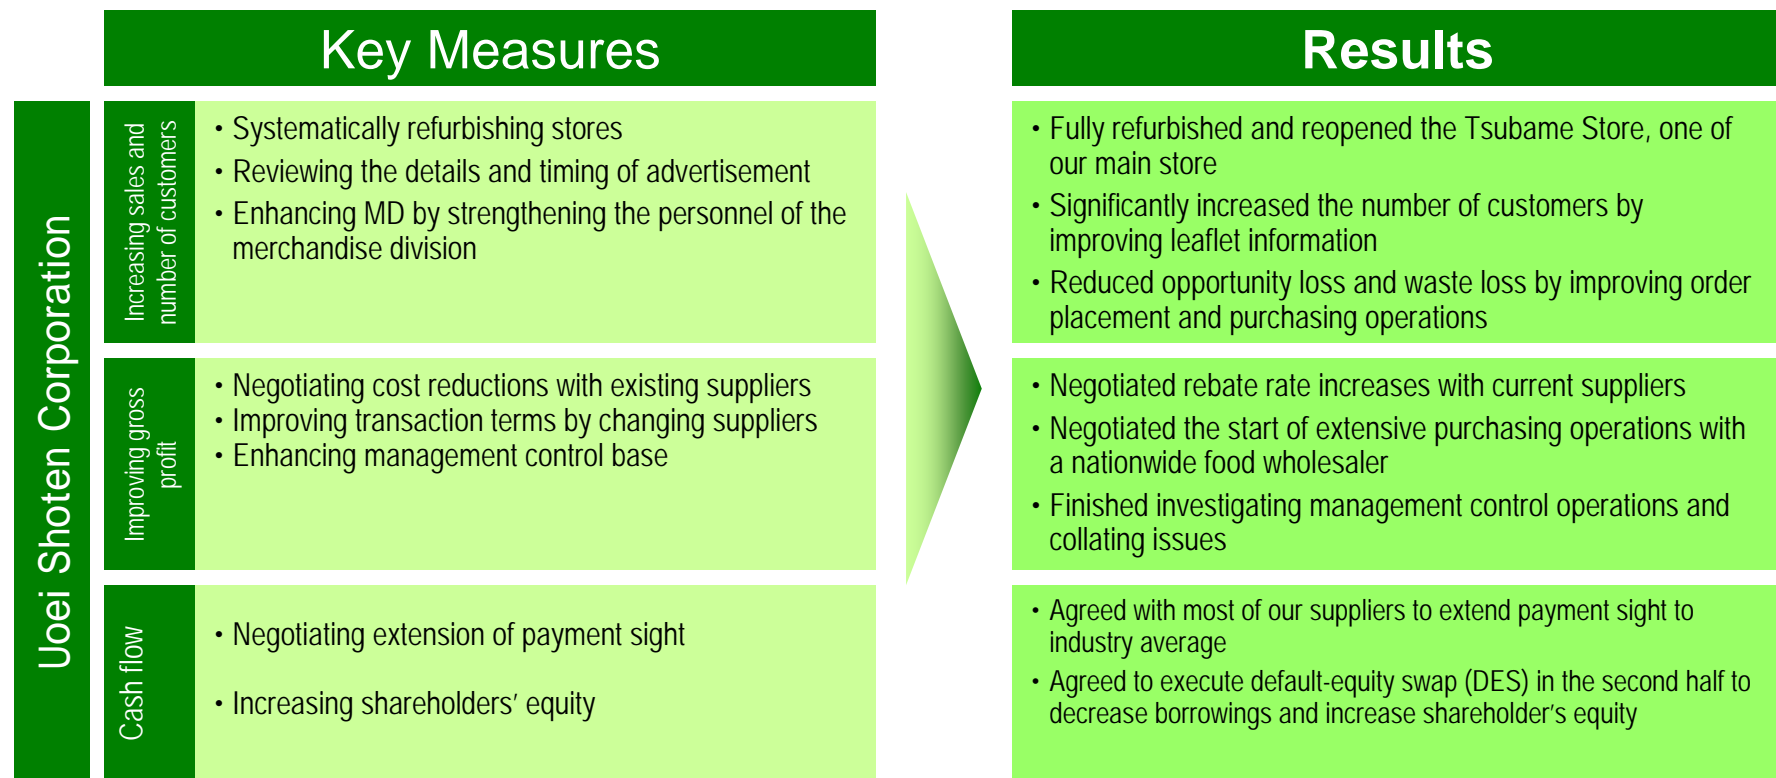 Key Measures
Results
Uoei Shoten Corporation
Increasing sales and
number of customers
• Systematically refurbishing stores
• Reviewing the details and timing of advertisement
• Enhancing MD by strengthening the personnel of the
merchandise division
• Fully refurbished and reopened the Tsubame Store, one of
our main store
• Significantly increased the number of customers by
improving leaflet information
• Reduced opportunity loss and waste loss by improving order
placement and purchasing operations
Improving gross
profit
• Negotiating cost reductions with existing suppliers
• Improving transaction terms by changing suppliers
• Enhancing management control base
• Negotiated rebate rate increases with current suppliers
• Negotiated the start of extensive purchasing operations with
a nationwide food wholesaler
• Finished investigating management control operations and
collating issues
Cash flow
• Negotiating extension of payment sight
• Increasing shareholders' equity
• Agreed with most of our suppliers to extend payment sight to
industry average
• Agreed to execute default-equity swap (DES) in the second half to
decrease borrowings and increase shareholder's equity